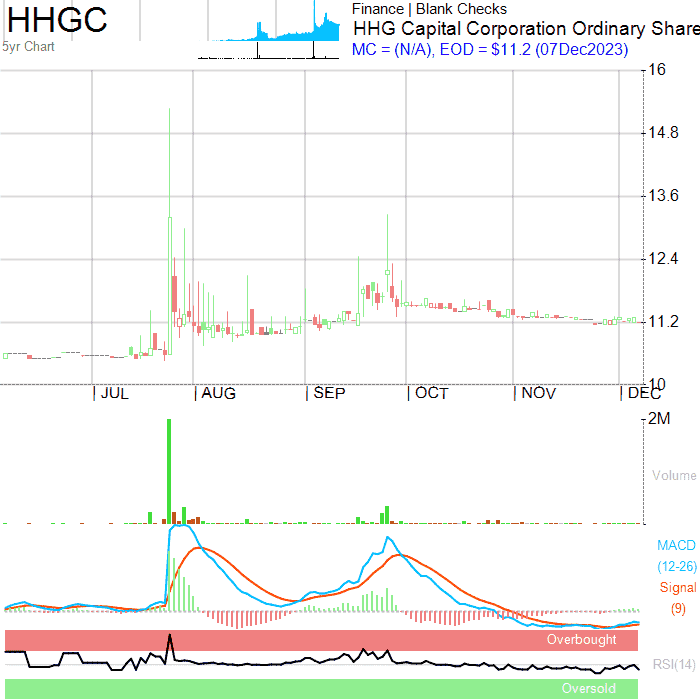 HHGC
5yr Chart
Finance | Blank Checks
HHG Capital Corporation Ordinary Share
MC = (N/A), EOD = $11.2 (07Dec2023)
16
14.8
13.6
12.4
11.2
10
JUL AUG SEP OCT NOV DEC
2M
Volume
MACD
(12-26)
Signal
(9)
Overbought
RSI(14)
Oversold